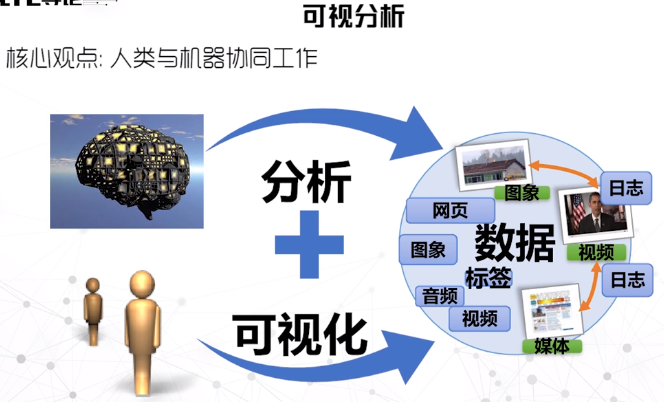 可视分析
核心观点: 人类与机器协同工作
分析
+
可视化
图象
日志
网页
数据
图象
视频
标签
日志
音频
视频
媒体